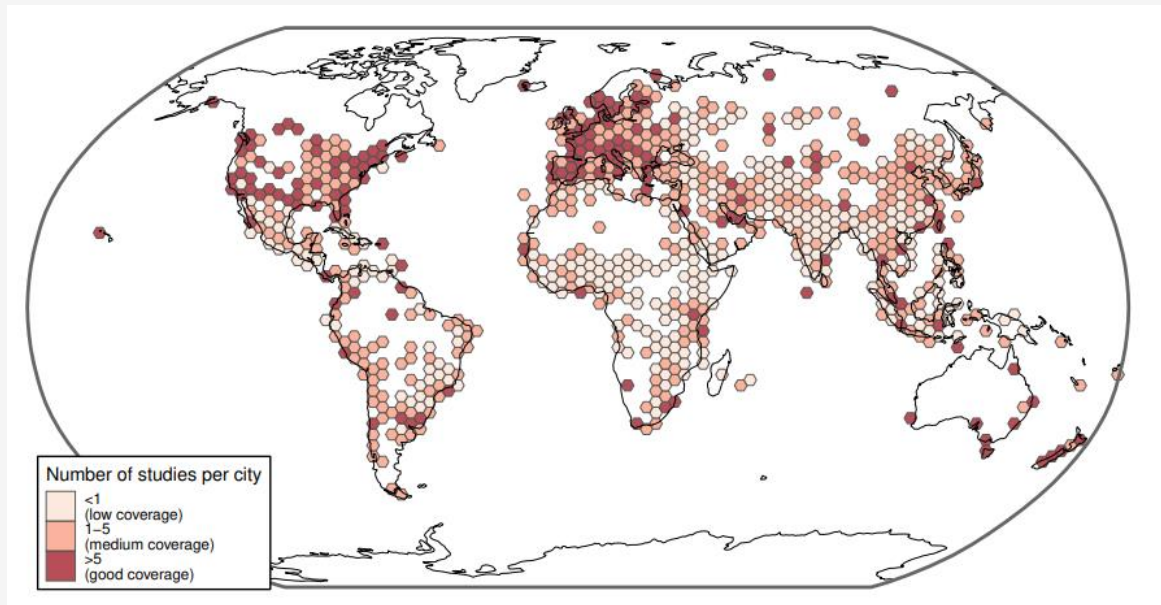 Number of studies per city
<1
(low coverage)
1–5
(medium coverage)
>5
(good coverage)